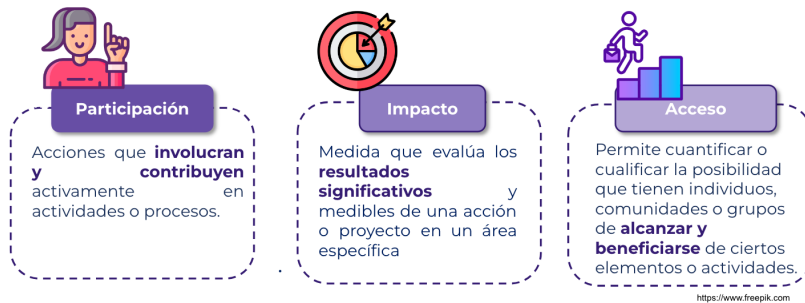 Participación
Acciones que involucran
y contribuyen
activamente en
actividades o procesos.
Impacto
Medida que evalúa los
resultados
significativos y
medibles de una acción
o proyecto en un área
específica
Acceso
Permite cuantificar o
cualificar la posibilidad
que tienen individuos,
comunidades o grupos
de alcanzar y
beneficiarse de ciertos
elementos o actividades.
https://www.freepik.com